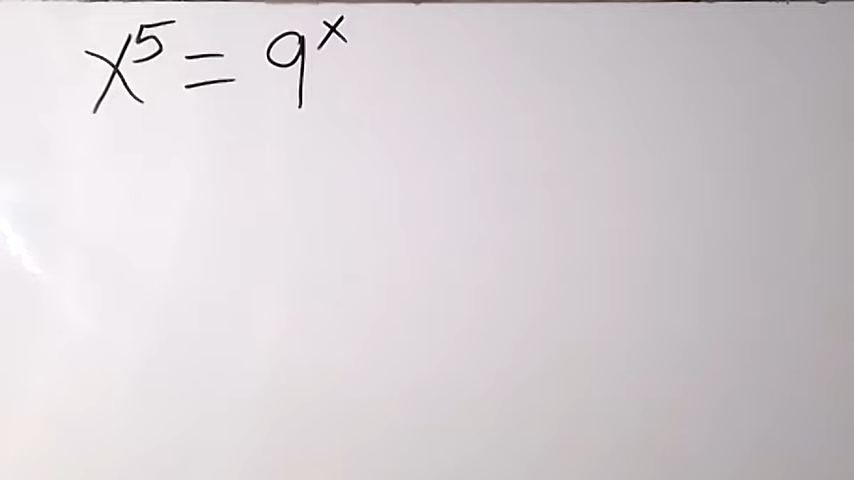 x⁵ = 9ˣ